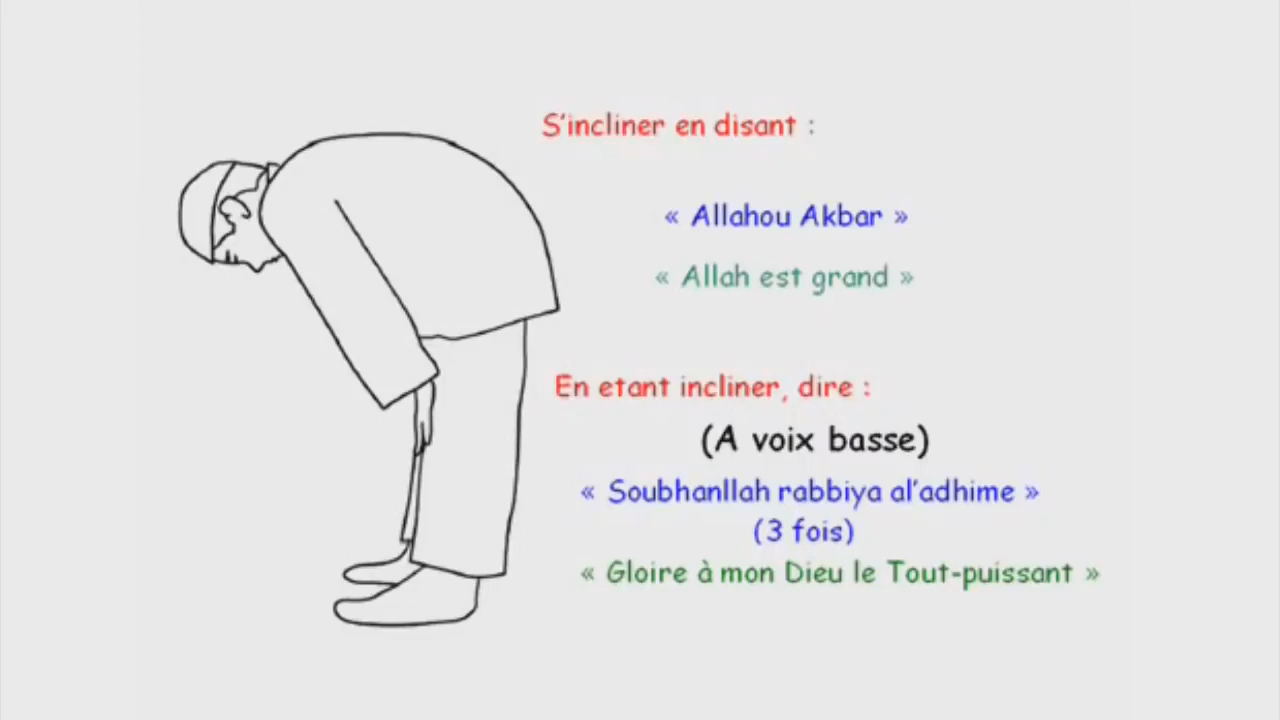 S'incliner en disant :
« Allahou Akbar »
« Allah est grand »
En etant incliner, dire :
(A voix basse)
« Soubhanllah rabbiya al'adhime »
(3 fois)
« Gloire à mon Dieu le Tout-puissant »